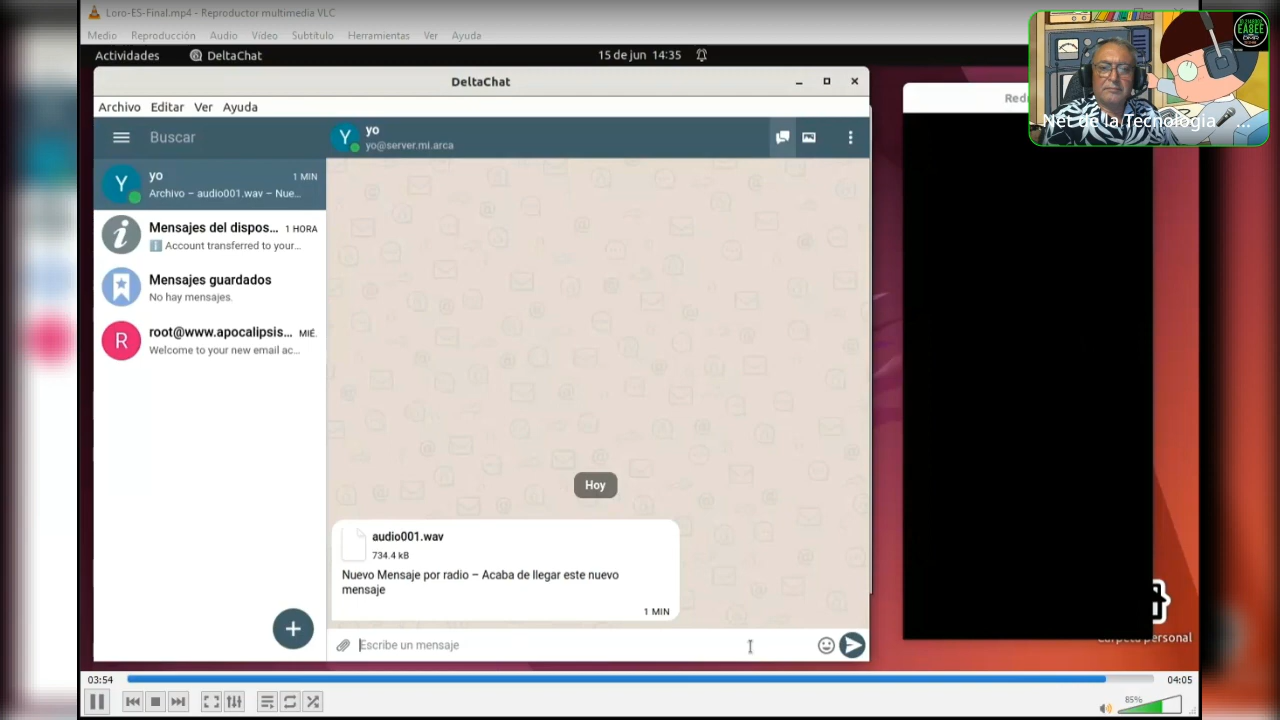 Loro-ES-Final.mp4 - Reproductor multimedia VLC
Medio Reproducción Audio Video Subtítulo Herramientas Ver Ayuda
Actividades DeltaChat 15 de jun 14:35
DeltaChat
Archivo Editar Ver Ayuda
Buscar
Y
yo
yo@server.ml.arca
Y
yo 1 MIN
Archivo – audio001.wav – Nue...
Mensajes del dispos... 1 HORA
Account transferred to your...
Mensajes guardados
No hay mensajes.
R
root@www.apocalipsis... MIÉ.
Welcome to your new email ac...
Hoy
audio001.wav
734.4 kB
Nuevo Mensaje por radio – Acaba de llegar este nuevo
mensaje
1 MIN
Escribe un mensaje
Net de la Tecnología ...
EA5EE
DMR
Carpeta personal
03:54
04:05
85%